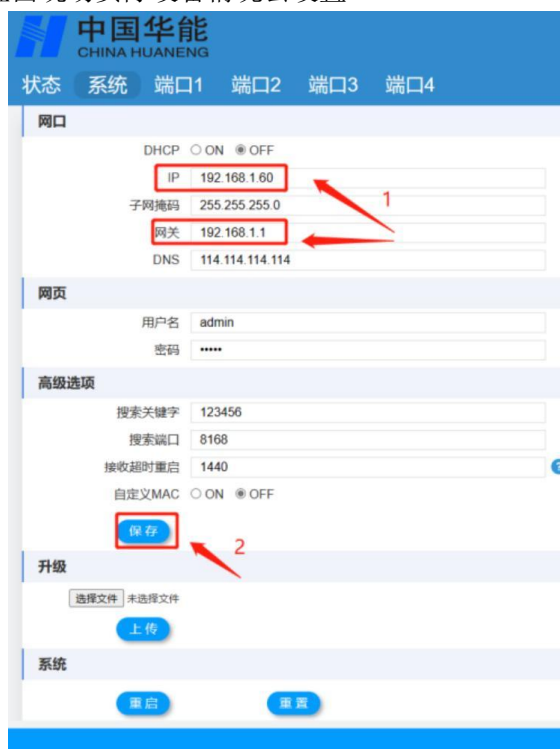 中国华能
CHINA HUANENG
状态 系统 端口1 端口2 端口3 端口4
网口
DHCP ON OFF
IP 192.168.1.60
1
子网掩码 255.255.255.0
网关 192.168.1.1
DNS 114.114.114.114
网页
用户名 admin
密码 •••••
高级选项
搜索关键字 123456
搜索端口 8168
接收超时重启 1440 ?
自定义MAC ON OFF
保存
2
升级
选择文件 未选择文件
上传
系统
重启 重置